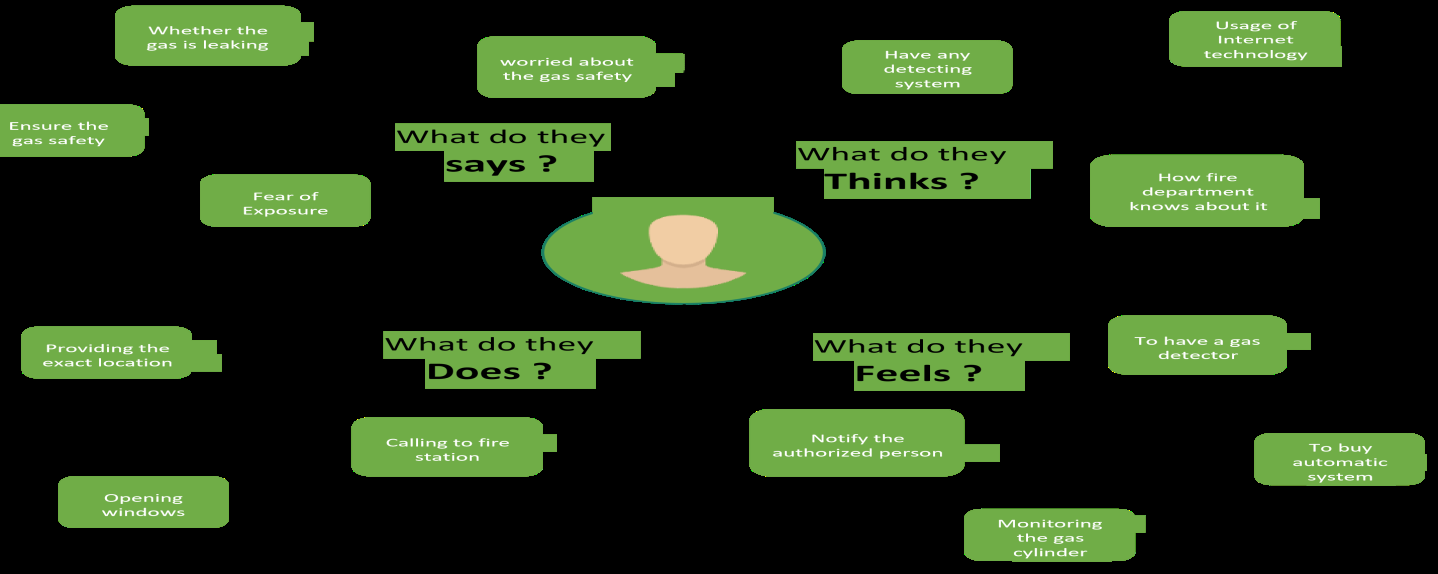 Whether the
gas is leaking
worried about
the gas safety
Have any
detecting
system
Usage of
Internet
technology
Ensure the
gas safety
What do they
says ?
What do they
Thinks ?
Fear of
Exposure
How fire
department
knows about it
Providing the
exact location
What do they
Does ?
What do they
Feels ?
To have a gas
detector
Calling to fire
station
Notify the
authorized person
To buy
automatic
system
Opening
windows
Monitoring
the gas
cylinder